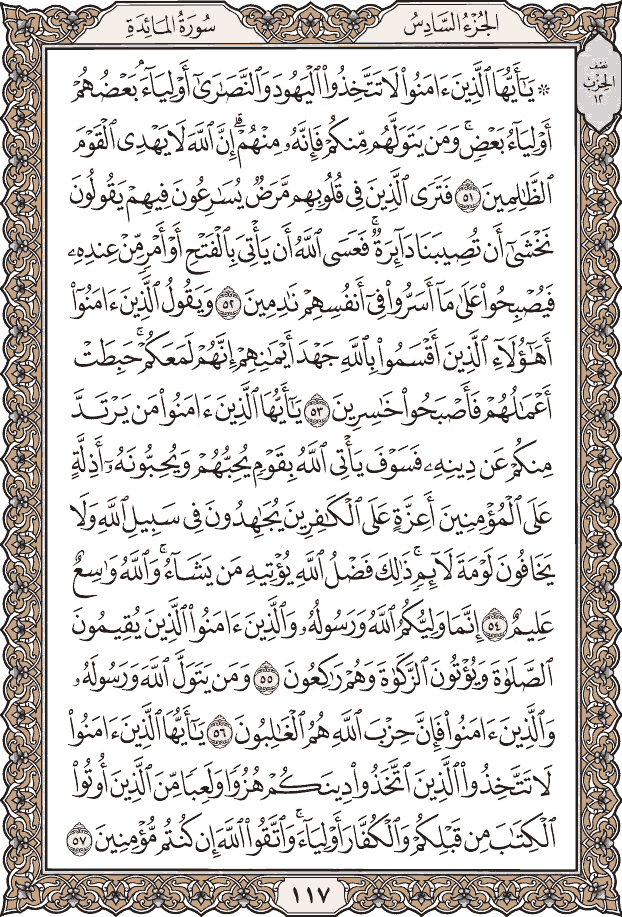 الجُزْءُ السَّادِسُ
سُورَةُ المَائِدَةِ
نصف
الحزب
١٢
۞ يَـٰٓأَيُّهَا ٱلَّذِينَ ءَامَنُوا۟ لَا تَتَّخِذُوا۟ ٱلْيَهُودَ وَٱلنَّصَـٰرَىٰٓ أَوْلِيَآءَ ۘ بَعْضُهُمْ
أَوْلِيَآءُ بَعْضٍ ۚ وَمَن يَتَوَلَّهُم مِّنكُمْ فَإِنَّهُۥ مِنْهُمْ ۗ إِنَّ ٱللَّهَ لَا يَهْدِى ٱلْقَوْمَ
ٱلظَّـٰلِمِينَ ٥١ فَتَرَى ٱلَّذِينَ فِى قُلُوبِهِم مَّرَضٌ يُسَـٰرِعُونَ فِيهِمْ يَقُولُونَ
نَخْشَىٰٓ أَن تُصِيبَنَا دَآئِرَةٌ ۚ فَعَسَى ٱللَّهُ أَن يَأْتِىَ بِٱلْفَتْحِ أَوْ أَمْرٍ مِّنْ عِندِهِۦ
فَيُصْبِحُوا۟ عَلَىٰ مَآ أَسَرُّوا۟ فِىٓ أَنفُسِهِمْ نَـٰدِمِينَ ٥٢ وَيَقُولُ ٱلَّذِينَ ءَامَنُوٓا۟
أَهَـٰٓؤُلَآءِ ٱلَّذِينَ أَقْسَمُوا۟ بِٱللَّهِ جَهْدَ أَيْمَـٰنِهِمْ إِنَّهُمْ لَمَعَكُمْ ۚ حَبِطَتْ
أَعْمَـٰلُهُمْ فَأَصْبَحُوا۟ خَـٰسِرِينَ ٥٣ يَـٰٓأَيُّهَا ٱلَّذِينَ ءَامَنُوا۟ مَن يَرْتَدَّ
مِنكُمْ عَن دِينِهِۦ فَسَوْفَ يَأْتِى ٱللَّهُ بِقَوْمٍ يُحِبُّهُمْ وَيُحِبُّونَهُۥٓ أَذِلَّةٍ
عَلَى ٱلْمُؤْمِنِينَ أَعِزَّةٍ عَلَى ٱلْكَـٰفِرِينَ يُجَـٰهِدُونَ فِى سَبِيلِ ٱللَّهِ وَلَا
يَخَافُونَ لَوْمَةَ لَآئِمٍ ۚ ذَٰلِكَ فَضْلُ ٱللَّهِ يُؤْتِيهِ مَن يَشَآءُ ۚ وَٱللَّهُ وَٰسِعٌ
عَلِيمٌ ٥٤ إِنَّمَا وَلِيُّكُمُ ٱللَّهُ وَرَسُولُهُۥ وَٱلَّذِينَ ءَامَنُوا۟ ٱلَّذِينَ يُقِيمُونَ
ٱلصَّلَوٰةَ وَيُؤْتُونَ ٱلزَّكَوٰةَ وَهُمْ رَٰكِعُونَ ٥٥ وَمَن يَتَوَلَّ ٱللَّهَ وَرَسُولَهُۥ
وَٱلَّذِينَ ءَامَنُوا۟ فَإِنَّ حِزْبَ ٱللَّهِ هُمُ ٱلْغَـٰلِبُونَ ٥٦ يَـٰٓأَيُّهَا ٱلَّذِينَ ءَامَنُوا۟
لَا تَتَّخِذُوا۟ ٱلَّذِينَ ٱتَّخَذُوا۟ دِينَكُمْ هُزُوًا وَلَعِبًا مِّنَ ٱلَّذِينَ أُوتُوا۟
ٱلْكِتَـٰبَ مِن قَبْلِكُمْ وَٱلْكُفَّارَ أَوْلِيَآءَ ۚ وَٱتَّقُوا۟ ٱللَّهَ إِن كُنتُم مُّؤْمِنِينَ ٥٧
١١٧